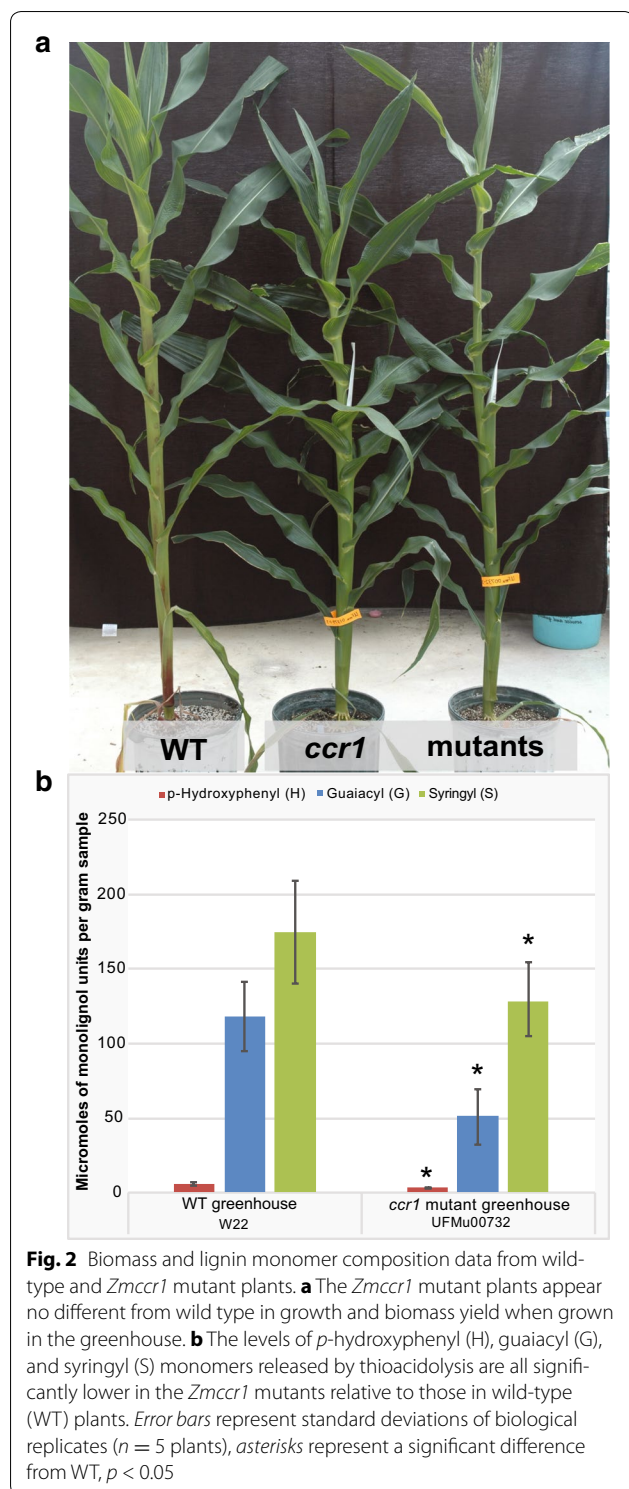 a
WT
ccr1
mutants
b
p-Hydroxyphenyl (H) Guaiacyl (G) Syringyl (S)
Micromoles of monolignol units per gram sample
250
200
150
100
50
0
*
*
*
WT greenhouse
W22
ccr1 mutant greenhouse
UFMu00732
Fig. 2 Biomass and lignin monomer composition data from wild-
type and Zmccr1 mutant plants. a The Zmccr1 mutant plants appear
no different from wild type in growth and biomass yield when grown
in the greenhouse. b The levels of p-hydroxyphenyl (H), guaiacyl (G),
and syringyl (S) monomers released by thioacidolysis are all signifi-
cantly lower in the Zmccr1 mutants relative to those in wild-type
(WT) plants. Error bars represent standard deviations of biological
replicates (n = 5 plants), asterisks represent a significant difference
from WT, p < 0.05